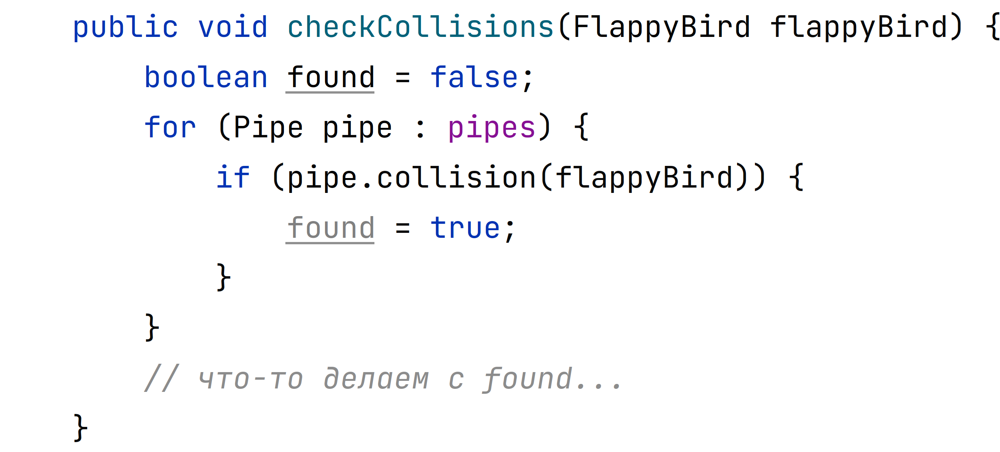 public void checkCollisions(FlappyBird flappyBird) {
boolean found = false;
for (Pipe pipe : pipes) {
if (pipe.collision(flappyBird)) {
found = true;
}
}
// что-то делаем с found...
}